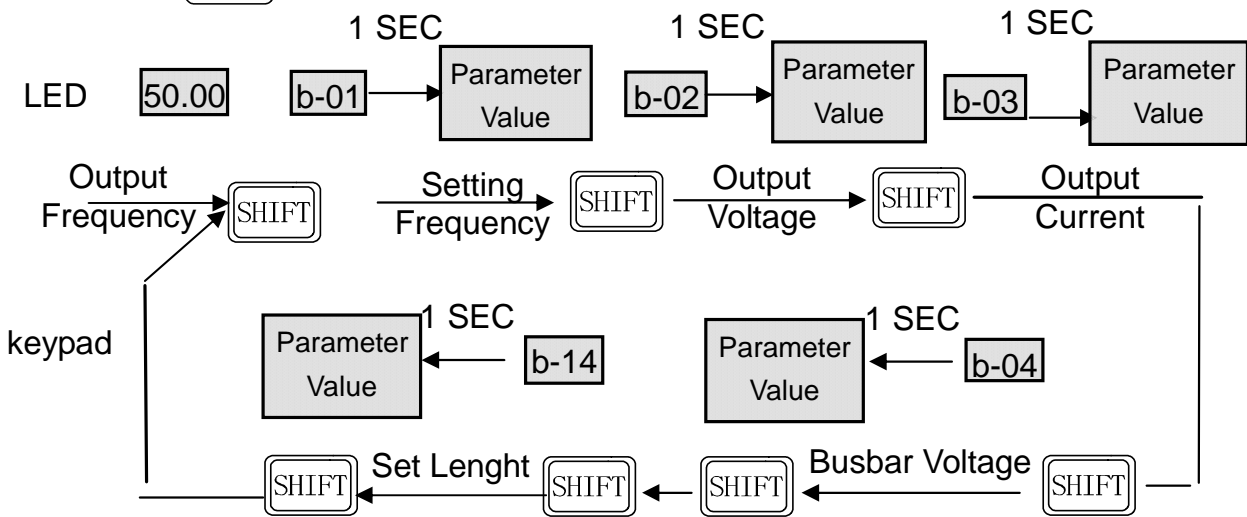 1 SEC
1 SEC
1 SEC
LED
50.00
b-01
Parameter
Value
b-02
Parameter
Value
b-03
Parameter
Value
Output
Frequency
SHIFT
Setting
Frequency
SHIFT
Output
Voltage
SHIFT
Output
Current
keypad
Parameter
Value
1 SEC
b-14
Parameter
Value
1 SEC
b-04
SHIFT
Set Lenght
SHIFT
SHIFT
Busbar Voltage
SHIFT